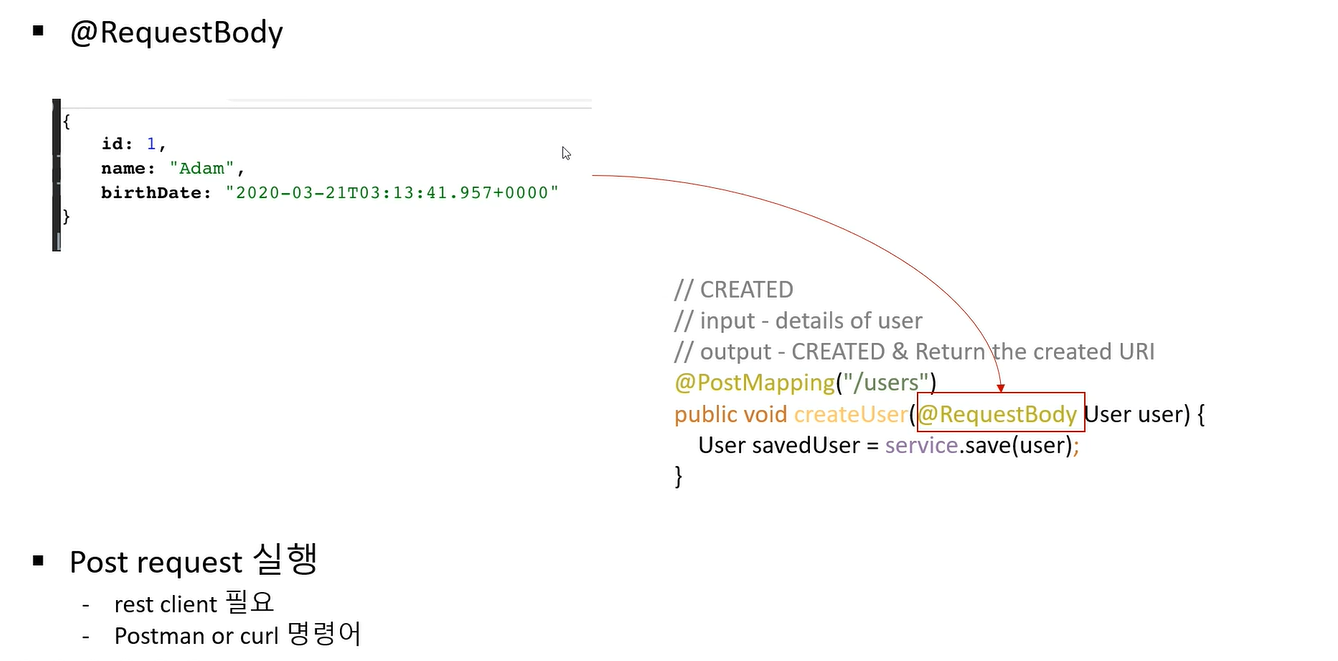 ▪ @RequestBody
{
id: 1,
name: "Adam",
birthDate: "2020-03-21T03:13:41.957+0000"
}
// CREATED
// input - details of user
// output - CREATED & Return the created URI
@PostMapping("/users")
public void createUser(@RequestBody User user) {
User savedUser = service.save(user);
}
▪ Post request 실행
- rest client 필요
- Postman or curl 명령어